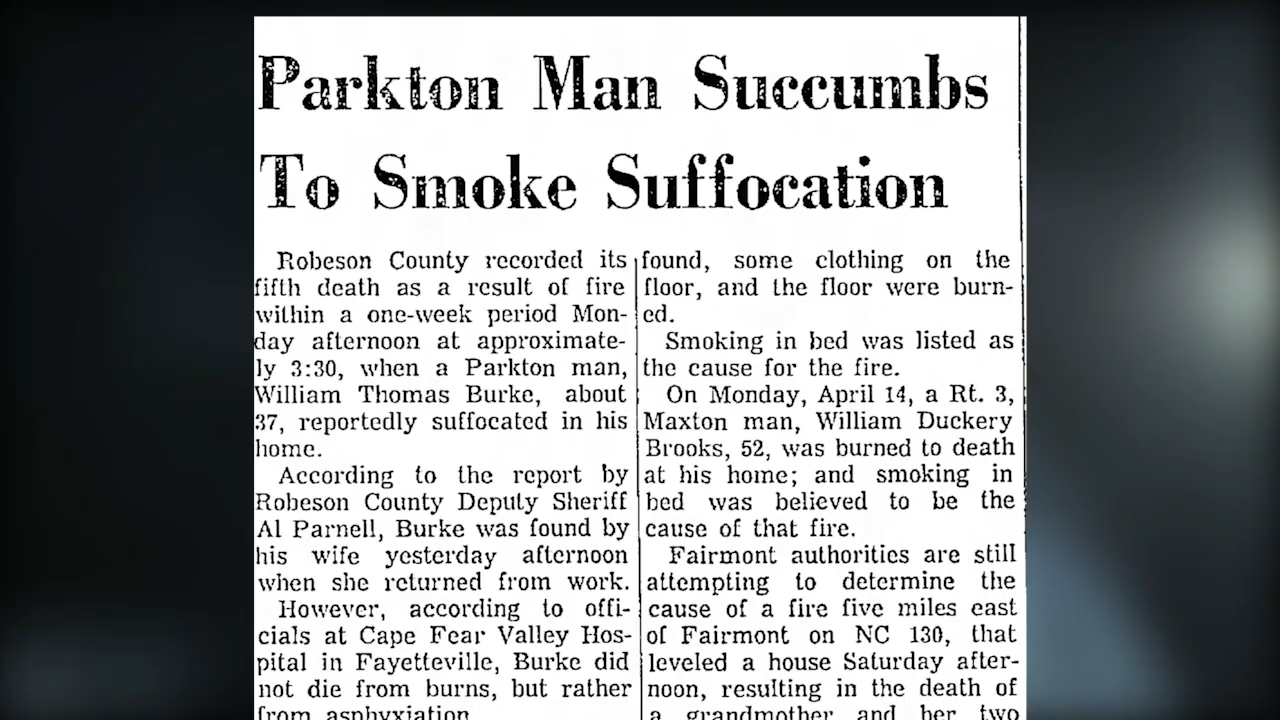 Parkton Man Succumbs
To Smoke Suffocation
Robeson County recorded its
fifth death as a result of fire
within a one-week period Mon-
day afternoon at approximate-
ly 3:30, when a Parkton man,
William Thomas Burke, about
37, reportedly suffocated in his
home.
According to the report by
Robeson County Deputy Sheriff
Al Parnell, Burke was found by
his wife yesterday afternoon
when she returned from work.
However, according to offi-
cials at Cape Fear Valley Hos-
pital in Fayetteville, Burke did
not die from burns, but rather
from asphyxiation
found, some clothing on the
floor, and the floor were burn-
ed.
Smoking in bed was listed as
the cause for the fire.
On Monday, April 14, a Rt. 3,
Maxton man, William Duckery
Brooks, 52, was burned to death
at his home; and smoking in
bed was believed to be the
cause of that fire.
Fairmont authorities are still
attempting to determine the
cause of a fire five miles east
of Fairmont on NC 130, that
leveled a house Saturday after-
noon, resulting in the death of
a grandmother and her two